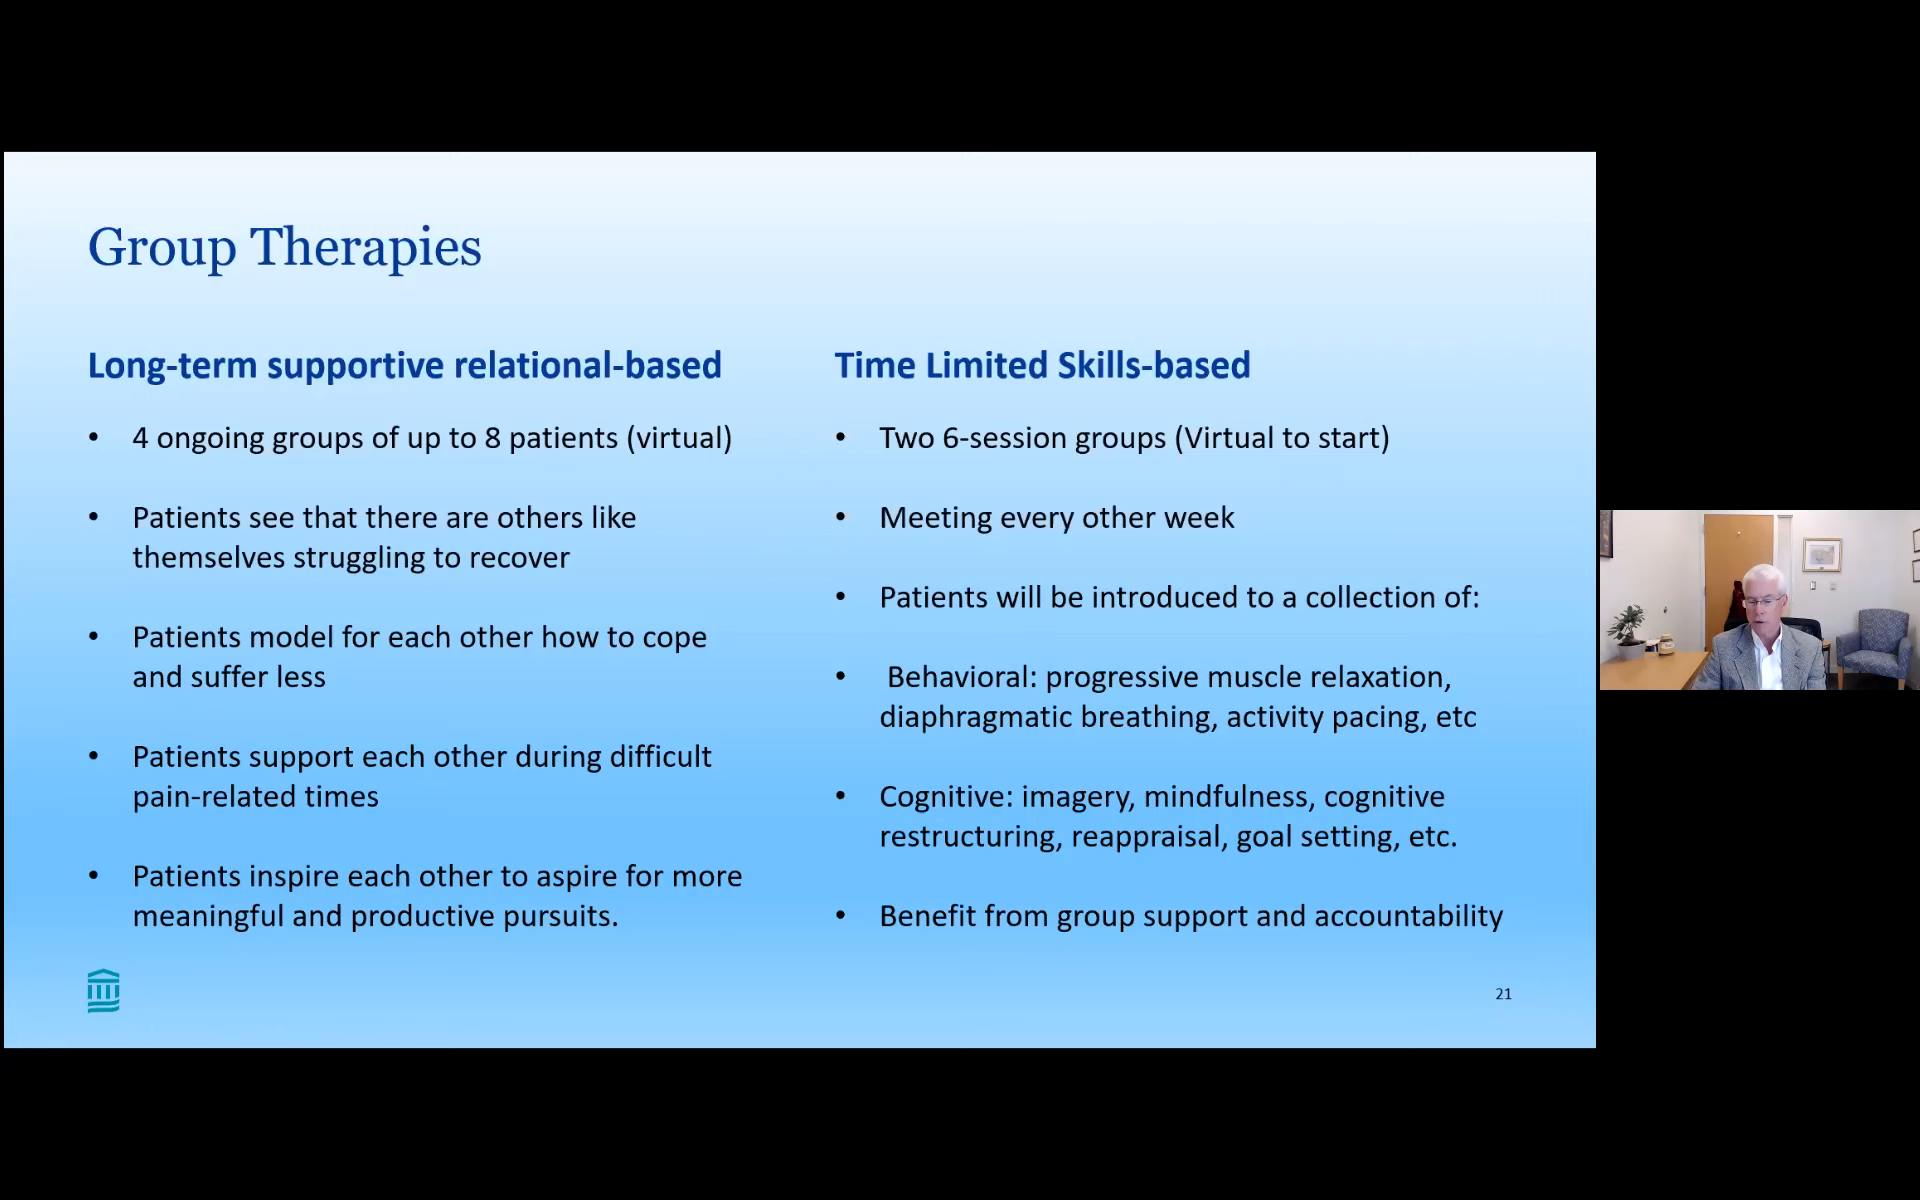 Group Therapies
Long-term supportive relational-based
• 4 ongoing groups of up to 8 patients (virtual)
• Patients see that there are others like
themselves struggling to recover
• Patients model for each other how to cope
and suffer less
• Patients support each other during difficult
pain-related times
• Patients inspire each other to aspire for more
meaningful and productive pursuits.
Time Limited Skills-based
• Two 6-session groups (Virtual to start)
• Meeting every other week
• Patients will be introduced to a collection of:
• Behavioral: progressive muscle relaxation,
diaphragmatic breathing, activity pacing, etc
• Cognitive: imagery, mindfulness, cognitive
restructuring, reappraisal, goal setting, etc.
• Benefit from group support and accountability
21